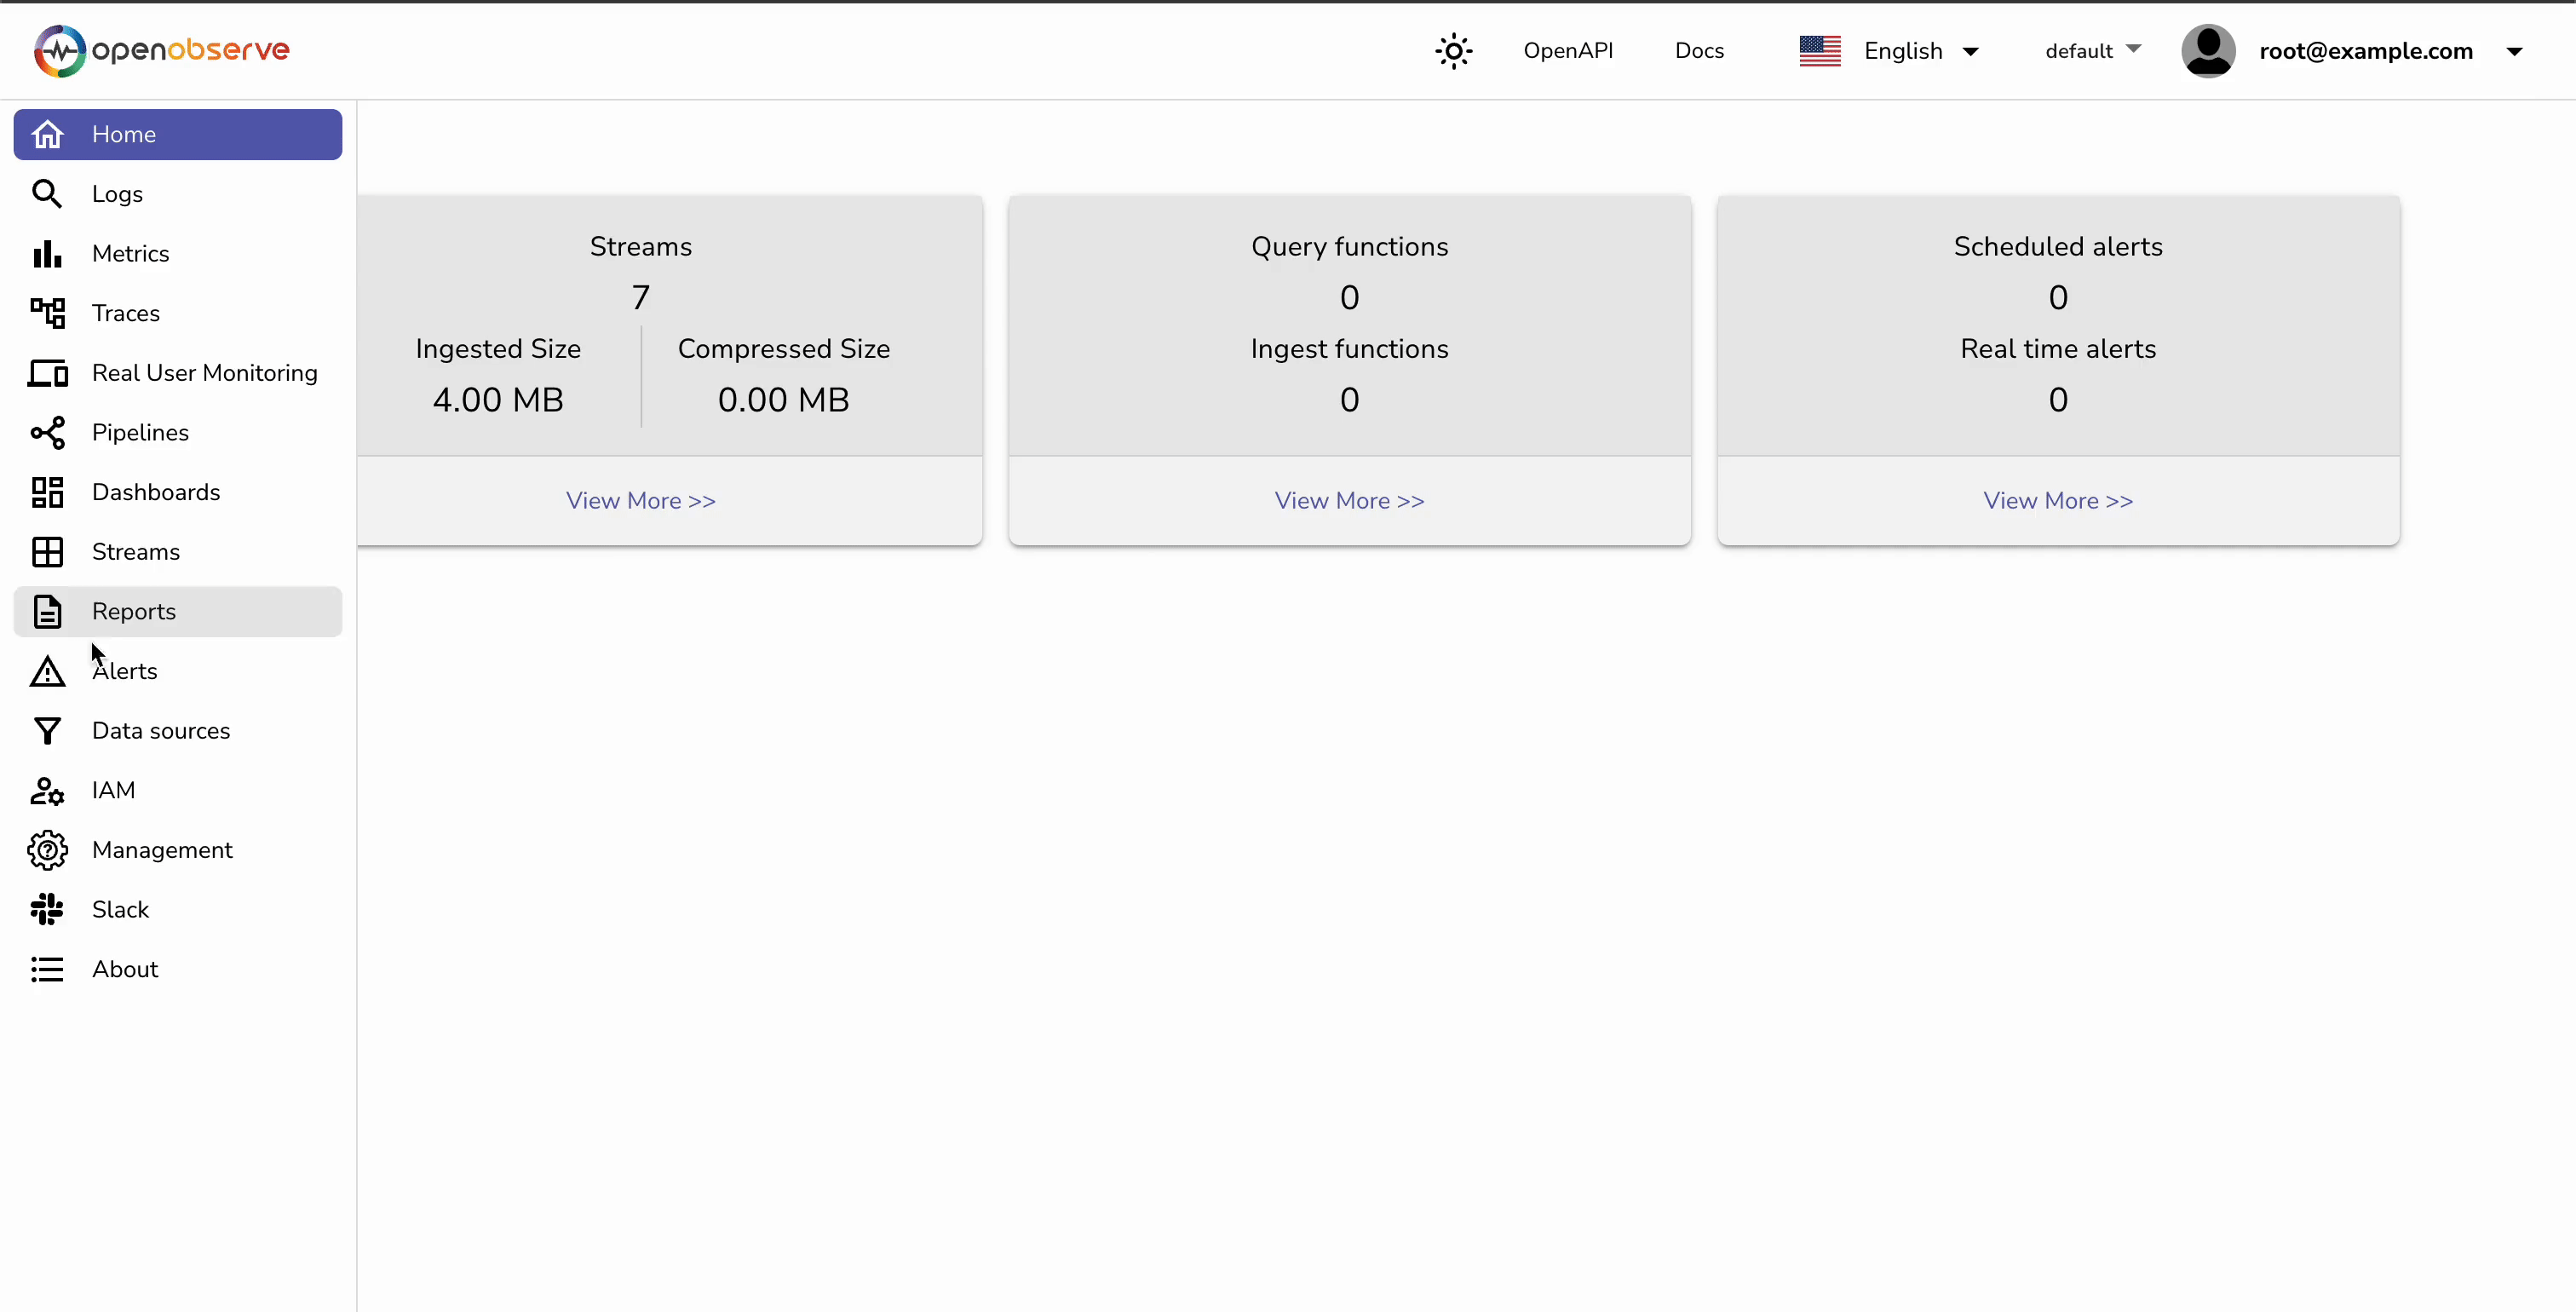 openobserve
OpenAPI Docs English default root@example.com
Home
Logs
Metrics
Traces
Real User Monitoring
Pipelines
Dashboards
Streams
Reports
Alerts
Data sources
IAM
Management
Slack
About
Streams
7
Ingested Size Compressed Size
4.00 MB 0.00 MB
View More >>
Query functions
0
Ingest functions
0
View More >>
Scheduled alerts
0
Real time alerts
0
View More >>